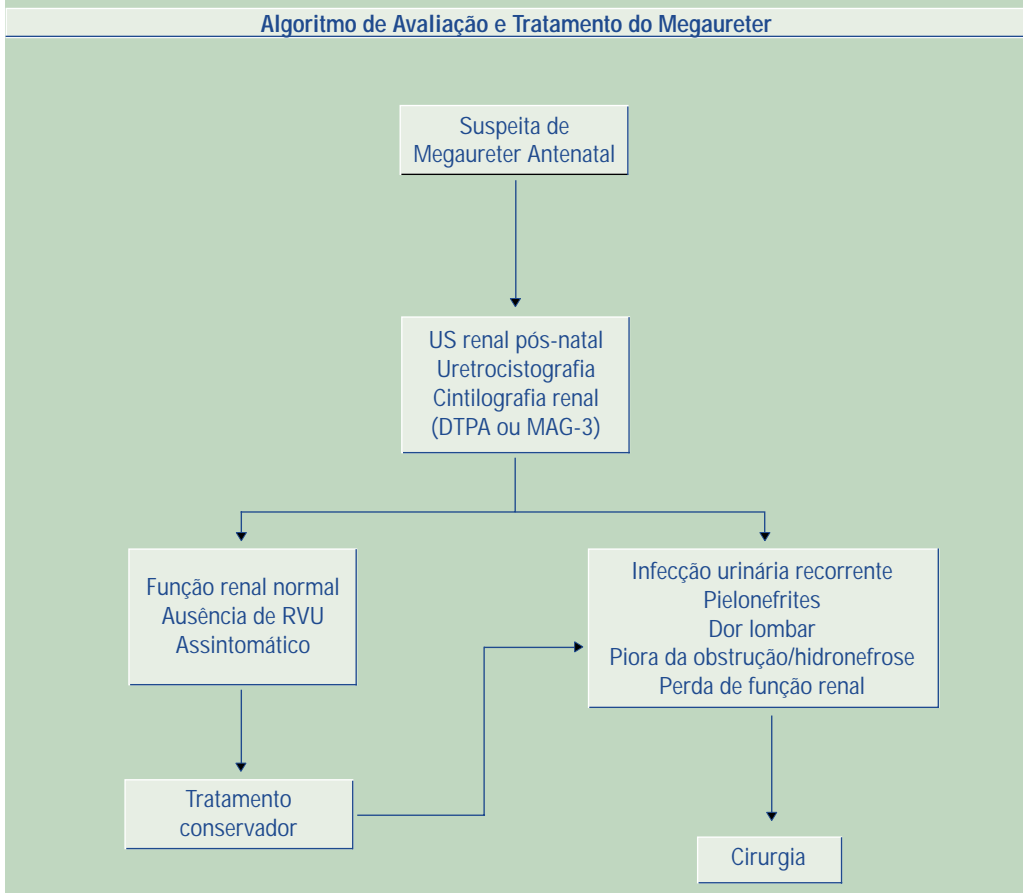 Algoritmo de Avaliação e Tratamento do Megaureter
Suspeita de
Megaureter Antenatal
US renal pós-natal
Uretrocistografia
Cintilografia renal
(DTPA ou MAG-3)
Função renal normal
Ausência de RVU
Assintomático
Infecção urinária recorrente
Pielonefrites
Dor lombar
Piora da obstrução/hidronefrose
Perda de função renal
Tratamento
conservador
Cirurgia